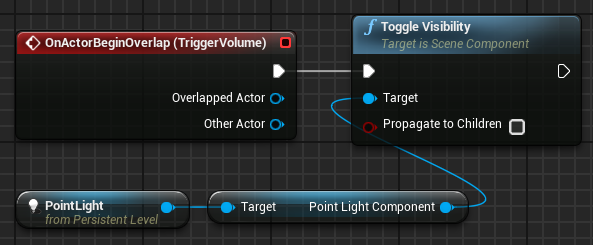 OnActorBeginOverlap (TriggerVolume)
Overlapped Actor
Other Actor
f Toggle Visibility
Target is Scene Component
Target
Propagate to Children
PointLight
from Persistent Level
Target Point Light Component